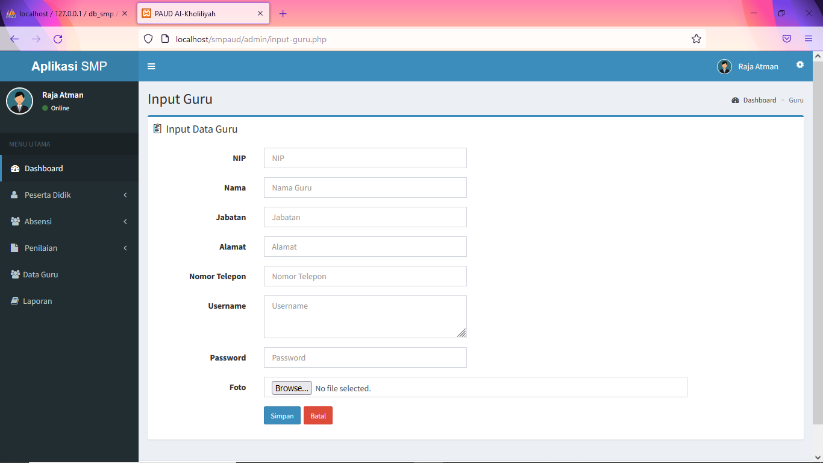 localhost / 127.0.0.1 / db_smp
PAUD Al-Kholiliyah
localhost/smpaud/admin/input-guru.php
Aplikasi SMP
Raja Atman
Raja Atman
Online
MENU UTAMA
Dashboard
Peserta Didik
Absensi
Penilaian
Data Guru
Laporan
Input Guru
Dashboard > Guru
Input Data Guru
NIP NIP
Nama Nama Guru
Jabatan Jabatan
Alamat Alamat
Nomor Telepon Nomor Telepon
Username Username
Password Password
Foto Browse... No file selected.
Simpan Batal